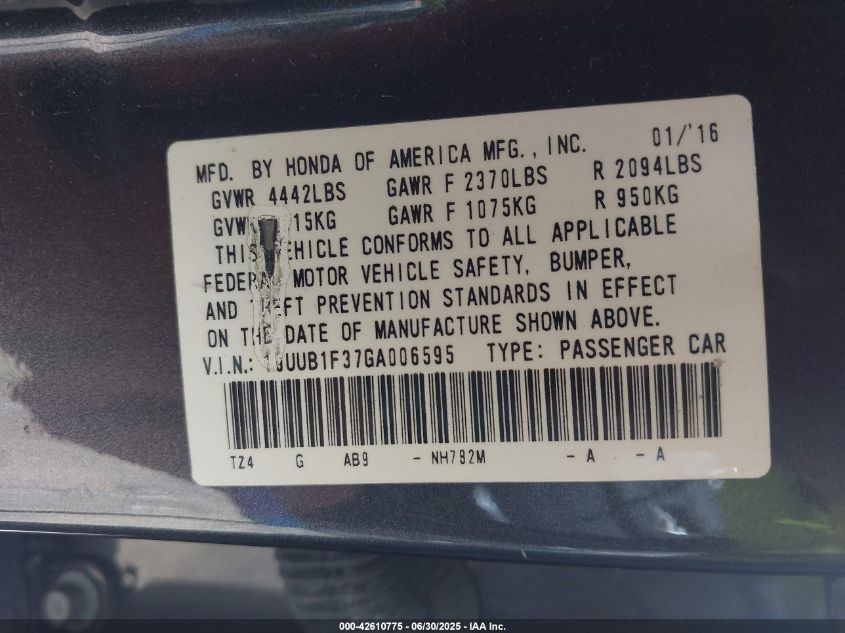 MFD. BY HONDA OF AMERICA MFG., INC. 01/'16
GVWR 4442LBS GAWR F 2370LBS R 2094LBS
GAWR F 1075KG R 950KG
THIS VEHICLE CONFORMS TO ALL APPLICABLE
FEDERAL MOTOR VEHICLE SAFETY, BUMPER,
AND THEFT PREVENTION STANDARDS IN EFFECT
ON THE DATE OF MANUFACTURE SHOWN ABOVE.
V.I.N.: TYPE: PASSENGER CAR
TZ4 G AB9 - NH782M - A - A
000-42610775 - 06/30/2025 - IAA Inc.